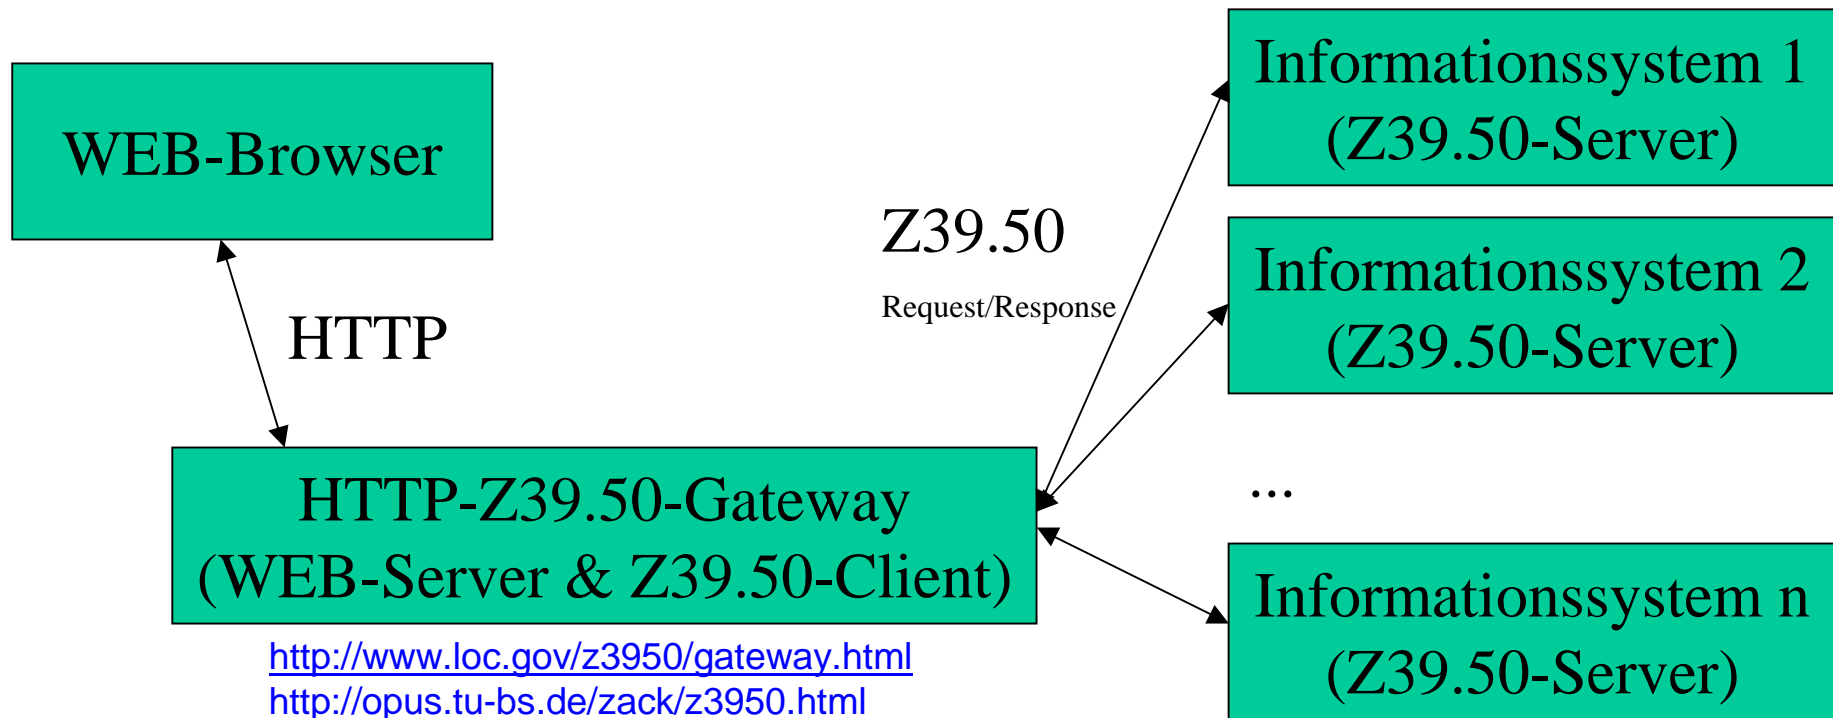 WEB-Browser
HTTP
HTTP-Z39.50-Gateway
(WEB-Server & Z39.50-Client)
http://www.loc.gov/z3950/gateway.html
http://opus.tu-bs.de/zack/z3950.html
Z39.50
Request/Response
Informationssystem 1
(Z39.50-Server)
Informationssystem 2
(Z39.50-Server)
...
Informationssystem n
(Z39.50-Server)